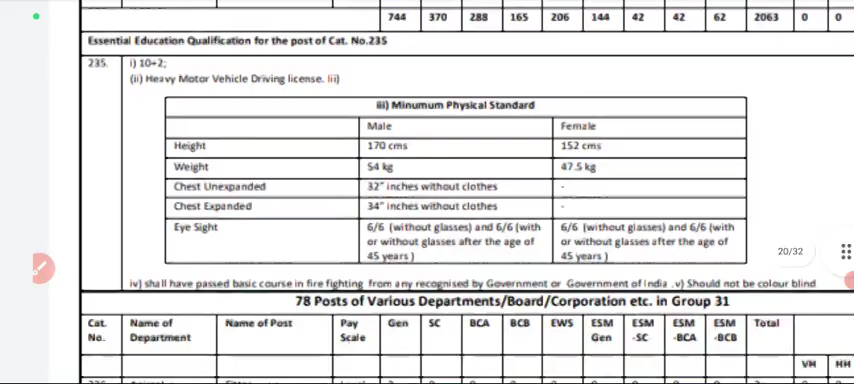 744 370 288 165 206 144 42 42 62 2063 0 0
Essential Education Qualification for the post of Cat. No.235
235. i) 10+2;
(ii) Heavy Motor Vehicle Driving license. Iii)
iii) Minumum Physical Standard
Male Female
Height 170 cms 152 cms
Weight 54 kg 47.5 kg
Chest Unexpanded 32" inches without clothes -
Chest Expanded 34" inches without clothes -
Eye Sight 6/6 (without glasses) and 6/6 (with 6/6 (without glasses) and 6/6 (with
or without glasses after the age of or without glasses after the age of
45 years ) 45 years )
20/32
iv) shall have passed basic course in fire fighting from any recognised by Government or Government of India .v) Should not be colour blind
78 Posts of Various Departments/Board/Corporation etc. in Group 31
Cat. Name of Name of Post Pay Gen SC BCA BCB EWS ESM ESM ESM ESM Total
No. Department Scale Gen -SC -BCA -BCB
VH HH